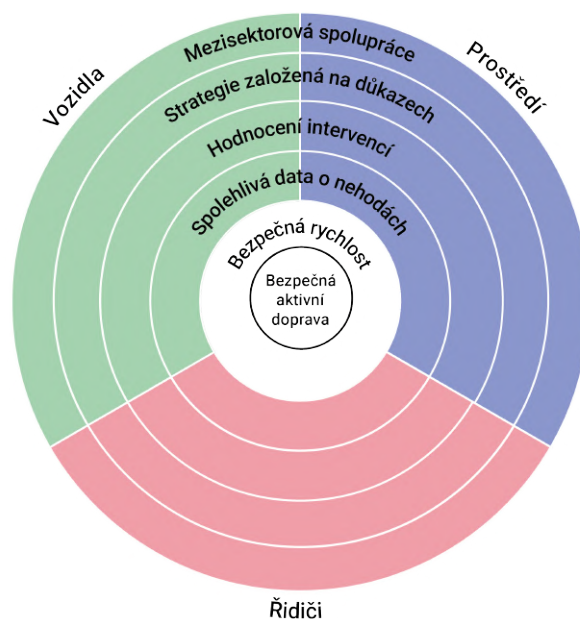 Vozidla
Prostředí
Mezisektorová spolupráce
Strategie založená na důkazech
Hodnocení intervencí
Spolehlivá data o nehodách
Bezpečná rychlost
Bezpečná
aktivní
doprava
Řidiči